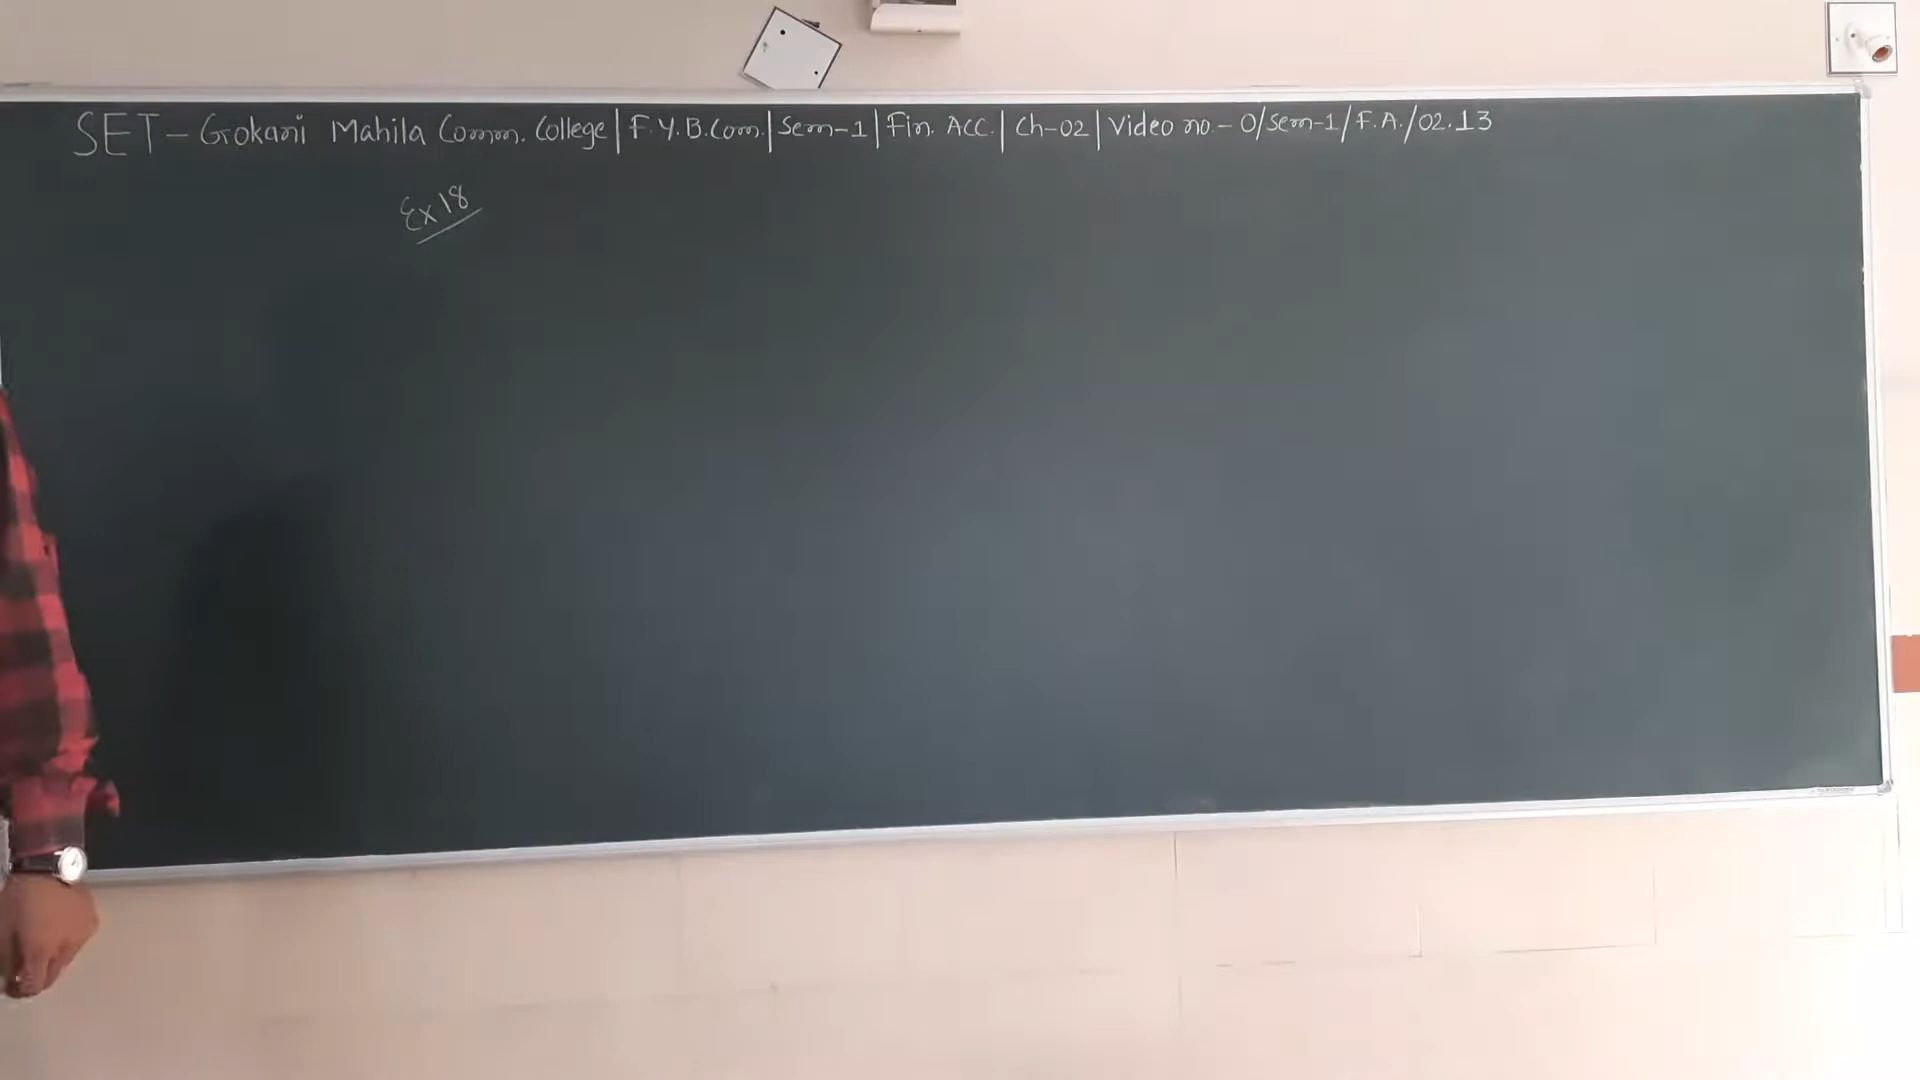 SET - Gokani Mahila Comm. College | F.Y.B.Com. | Sem-1 | Fin. ACC. | Ch-02 | Video no.- 0/Sem-1/F.A./02.13
Ex 18